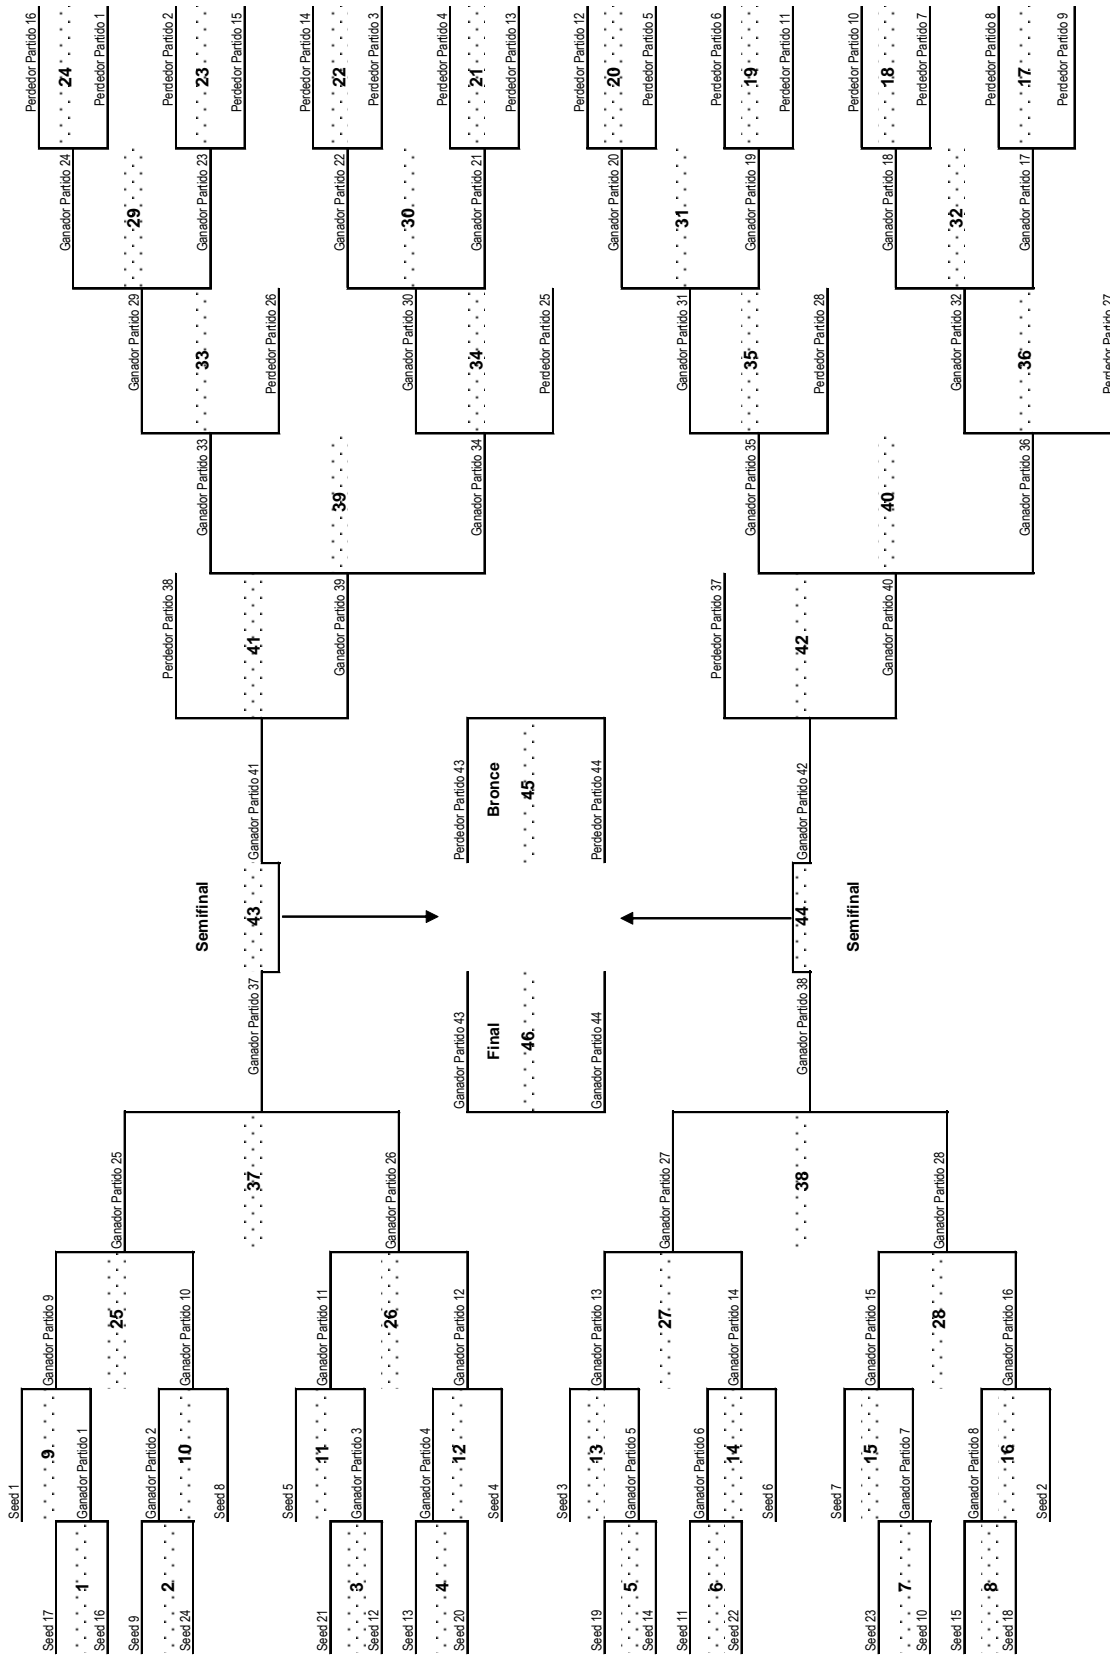 Perdedor Partido 16
24
Perdedor Partido 1
Perdedor Partido 2
23
Perdedor Partido 15
Perdedor Partido 14
22
Perdedor Partido 3
Perdedor Partido 4
21
Perdedor Partido 13
Perdedor Partido 12
20
Perdedor Partido 5
Perdedor Partido 6
19
Perdedor Partido 11
Perdedor Partido 10
18
Perdedor Partido 7
Perdedor Partido 8
17
Perdedor Partido 9
Ganador Partido 24
29
Ganador Partido 23
Ganador Partido 22
30
Ganador Partido 21
Ganador Partido 20
31
Ganador Partido 19
Ganador Partido 18
32
Ganador Partido 17
Ganador Partido 29
33
Perdedor Partido 26
Ganador Partido 30
34
Perdedor Partido 25
Ganador Partido 31
35
Perdedor Partido 28
Ganador Partido 32
36
Perdedor Partido 27
Ganador Partido 33
39
Ganador Partido 34
Ganador Partido 35
40
Ganador Partido 36
Perdedor Partido 38
41
Ganador Partido 39
Perdedor Partido 37
42
Ganador Partido 40
Ganador Partido 41
Perdedor Partido 43
Bronce
45
Perdedor Partido 44
Ganador Partido 42
Semifinal
43
44
Semifinal
Ganador Partido 37
Ganador Partido 43
Final
46
Ganador Partido 44
Ganador Partido 38
Ganador Partido 25
37
Ganador Partido 26
Ganador Partido 27
38
Ganador Partido 28
Ganador Partido 9
25
Ganador Partido 10
Ganador Partido 11
26
Ganador Partido 12
Ganador Partido 13
27
Ganador Partido 14
Ganador Partido 15
28
Ganador Partido 16
Seed 1
9
Ganador Partido 1
Ganador Partido 2
10
Seed 8
Seed 5
11
Ganador Partido 3
Ganador Partido 4
12
Seed 4
Seed 3
13
Ganador Partido 5
Ganador Partido 6
14
Seed 6
Seed 7
15
Ganador Partido 7
Ganador Partido 8
16
Seed 2
Seed 17
1
Seed 16
Seed 9
2
Seed 24
Seed 21
3
Seed 12
Seed 13
4
Seed 20
Seed 19
5
Seed 14
Seed 11
6
Seed 22
Seed 23
7
Seed 10
Seed 15
8
Seed 18